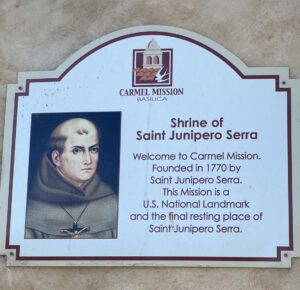 CARMEL MISSION
BASILICA
Shrine of
Saint Junipero Serra
Welcome to Carmel Mission.
Founded in 1770 by
Saint Junipero Serra.
This Mission is a
U.S. National Landmark
and the final resting place of
Saint Junipero Serra.